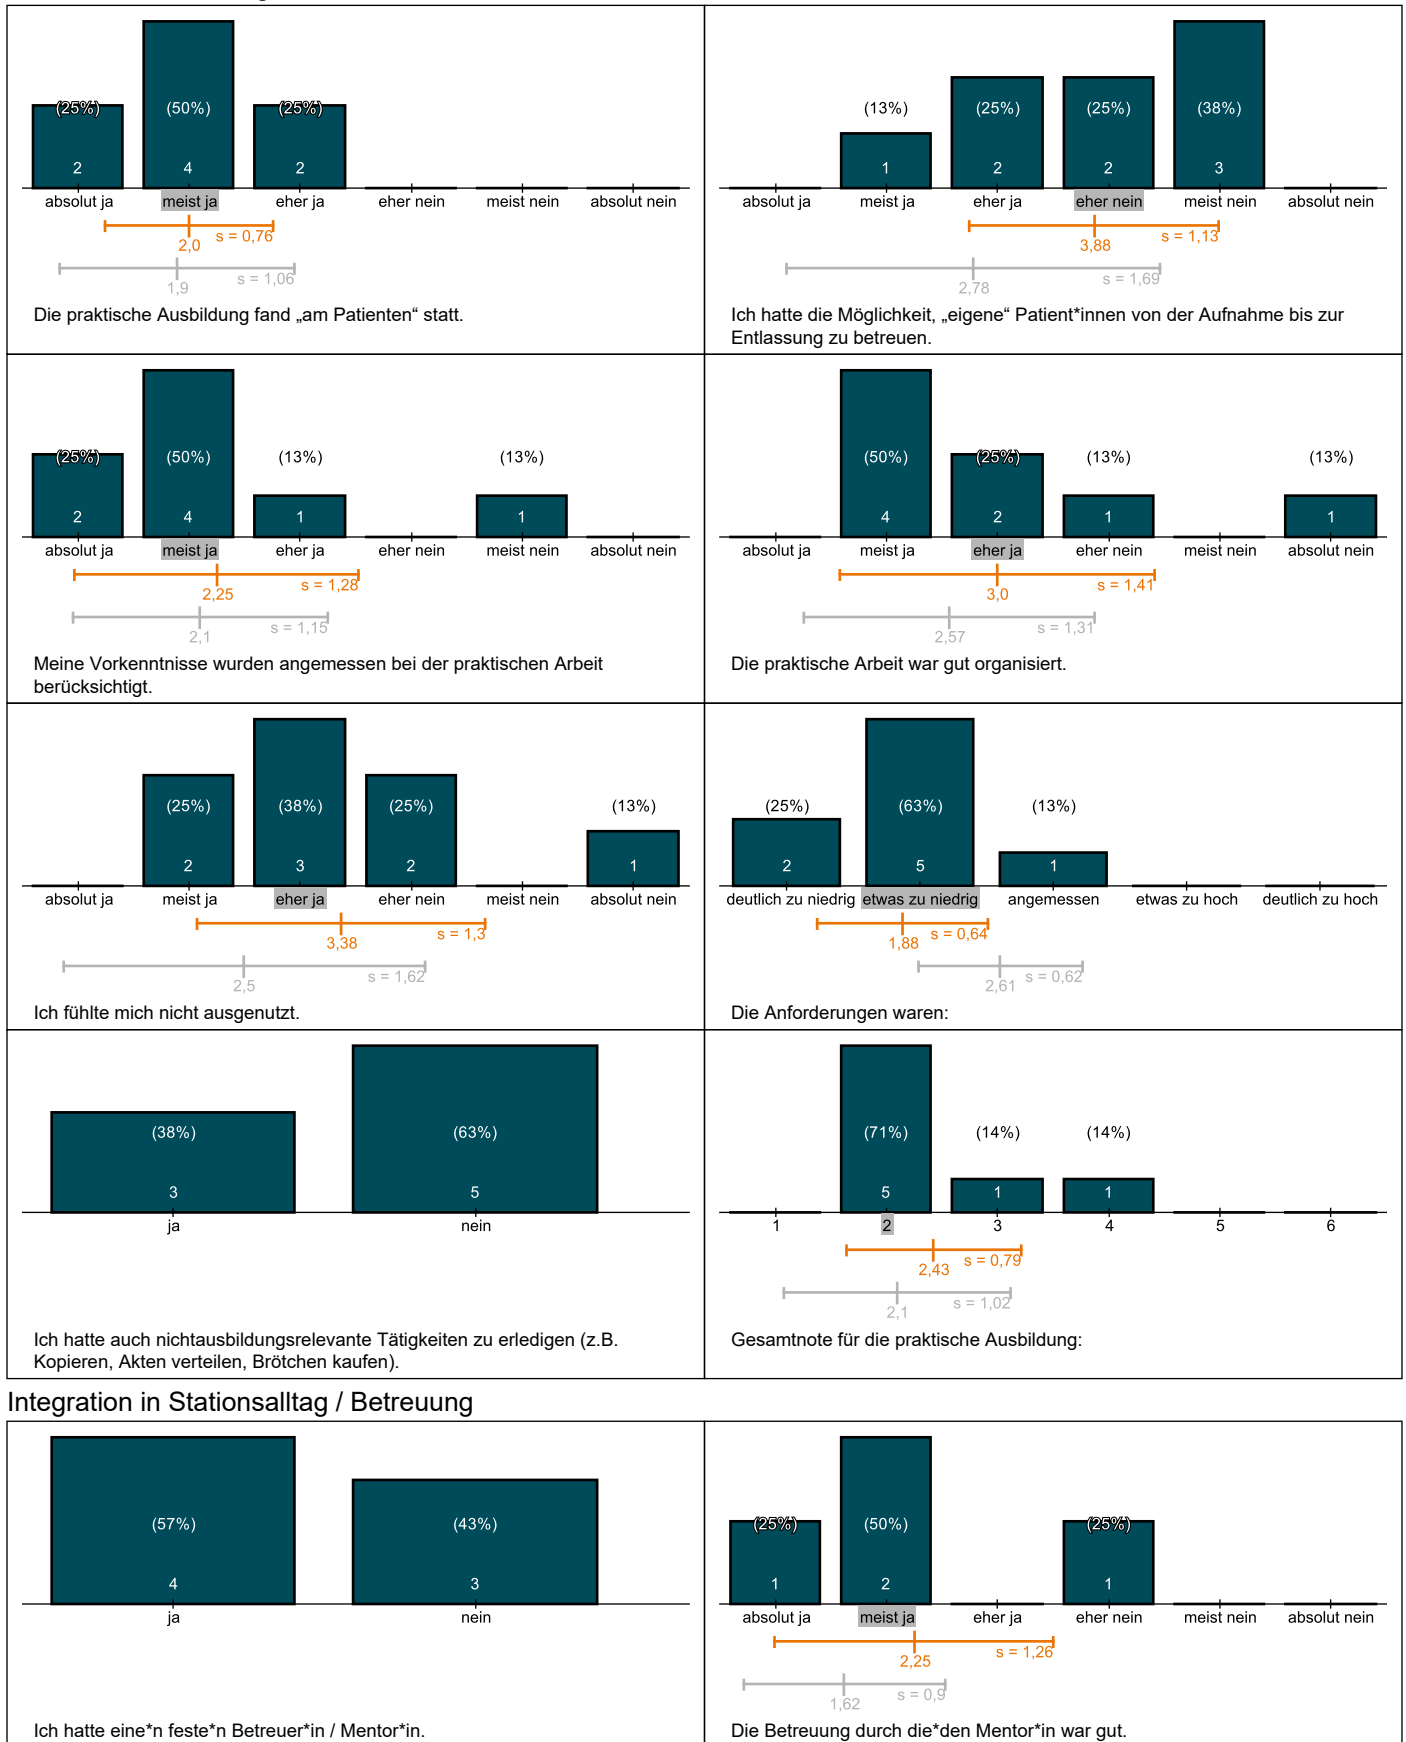 (25%)
(50%)
(25%)
2
4
2
absolut ja
meist ja
eher ja
eher nein
meist nein
absolut nein
s = 0,76
2,0
s = 1,06
1,9
Die praktische Ausbildung fand „am Patienten“ statt.
(13%)
(25%)
(25%)
(38%)
1
2
2
3
absolut ja
meist ja
eher ja
eher nein
meist nein
absolut nein
s = 1,13
3,88
s = 1,69
2,78
Ich hatte die Möglichkeit, „eigene“ Patient*innen von der Aufnahme bis zur
Entlassung zu betreuen.
(25%)
(50%)
(13%)
(13%)
2
4
1
1
absolut ja
meist ja
eher ja
eher nein
meist nein
absolut nein
s = 1,28
2,25
s = 1,15
2,1
Meine Vorkenntnisse wurden angemessen bei der praktischen Arbeit
berücksichtigt.
(50%)
(25%)
(13%)
(13%)
4
2
1
1
absolut ja
meist ja
eher ja
eher nein
meist nein
absolut nein
s = 1,41
3,0
s = 1,31
2,57
Die praktische Arbeit war gut organisiert.
(25%)
(38%)
(25%)
(13%)
2
3
2
1
absolut ja
meist ja
eher ja
eher nein
meist nein
absolut nein
s = 1,3
3,38
s = 1,62
2,5
Ich fühlte mich nicht ausgenutzt.
(25%)
(63%)
(13%)
2
5
1
deutlich zu niedrig
etwas zu niedrig
angemessen
etwas zu hoch
deutlich zu hoch
s = 0,64
1,88
s = 0,62
2,61
Die Anforderungen waren:
(38%)
(63%)
3
5
ja
nein
Ich hatte auch nichtausbildungsrelevante Tätigkeiten zu erledigen (z.B.
Kopieren, Akten verteilen, Brötchen kaufen).
(71%)
(14%)
(14%)
5
1
1
1
2
3
4
5
6
s = 0,79
2,43
s = 1,02
2,1
Gesamtnote für die praktische Ausbildung:
Integration in Stationsalltag / Betreuung
(57%)
(43%)
4
3
ja
nein
Ich hatte eine*n feste*n Betreuer*in / Mentor*in.
(25%)
(50%)
(25%)
1
2
1
absolut ja
meist ja
eher ja
eher nein
meist nein
absolut nein
s = 1,26
2,25
s = 0,9
1,62
Die Betreuung durch die*den Mentor*in war gut.